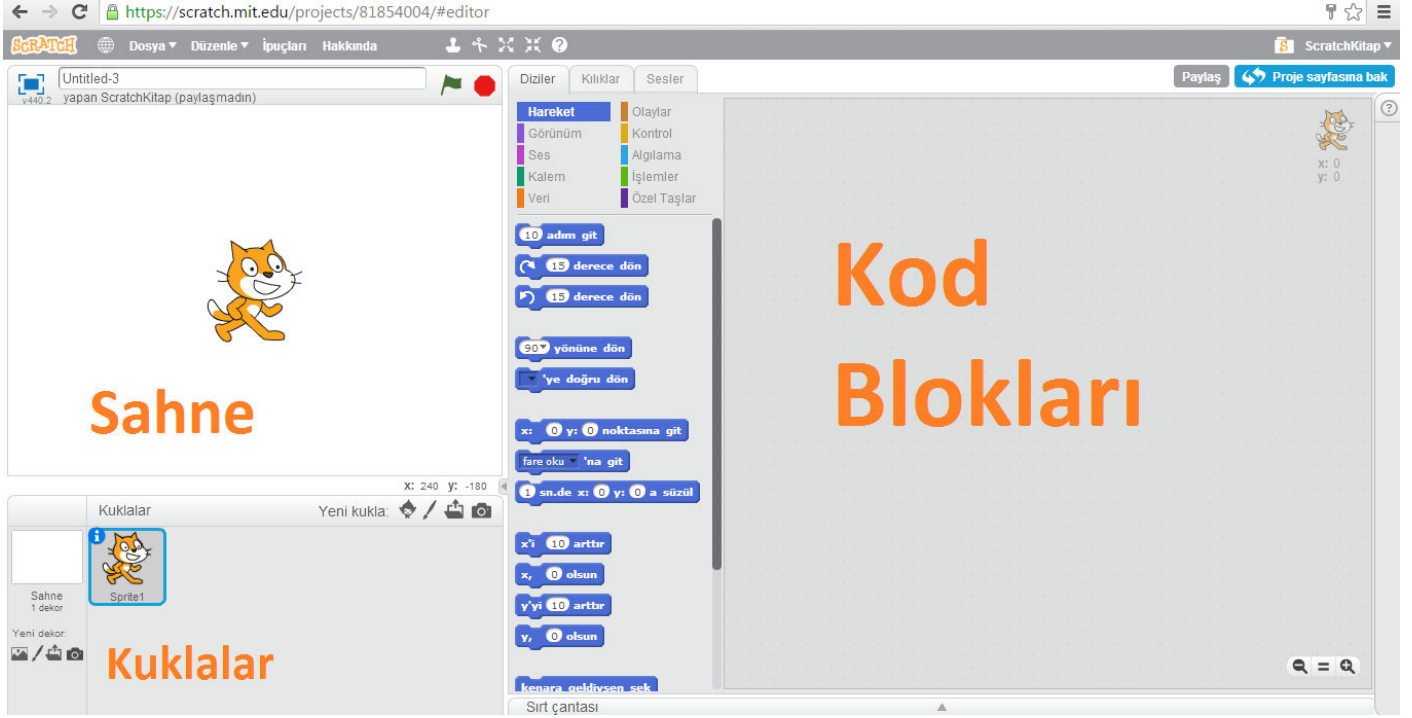 https://scratch.mit.edu/projects/81854004/#editor
SCRATCH Dosya Düzenle İpuçları Hakkında ScratchKitap
Untitled-3
v440.2 yapan ScratchKitap (paylaşmadın)
Diziler Kılıklar Sesler
Paylaş Proje sayfasına bak
Hareket Olaylar
Görünüm Kontrol
Ses Algılama
Kalem İşlemler
Veri Özel Taşlar
10 adım git
15 derece dön
15 derece dön
90 yönüne dön
'ye doğru dön
x: 0 y: 0 noktasına git
fare oku 'na git
1 sn.de x: 0 y: 0 a süzül
x'i 10 arttır
x, 0 olsun
y'yi 10 arttır
y, 0 olsun
kenara geldiysen sek
x: 0
y: 0
Kod
Blokları
Sahne
x: 240 y: -180
Kuklalar Yeni kukla:
Sahne
1 dekor
Sprite1
Yeni dekor:
Kuklalar
Sırt çantası